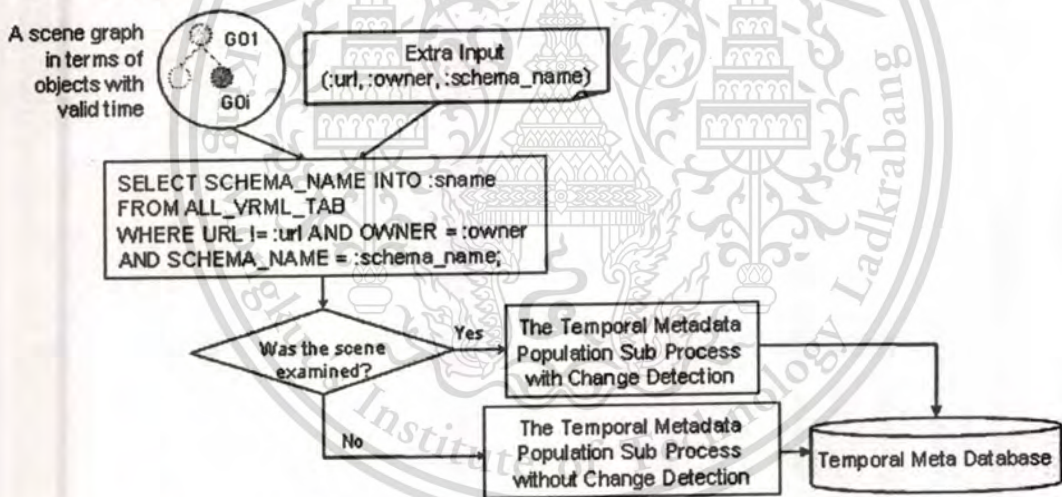 A scene graph
in terms of
objects with
valid time
GO1
GOi
Extra Input
(:url, :owner, :schema_name)
SELECT SCHEMA_NAME INTO :sname
FROM ALL_VRML_TAB
WHERE URL != :url AND OWNER = :owner
AND SCHEMA_NAME = :schema_name;
Was the scene
examined?
Yes
The Temporal Metadata
Population Sub Process
with Change Detection
No
The Temporal Metadata
Population Sub Process
without Change Detection
Temporal Meta Database
Institute of Technology Ladkrabang